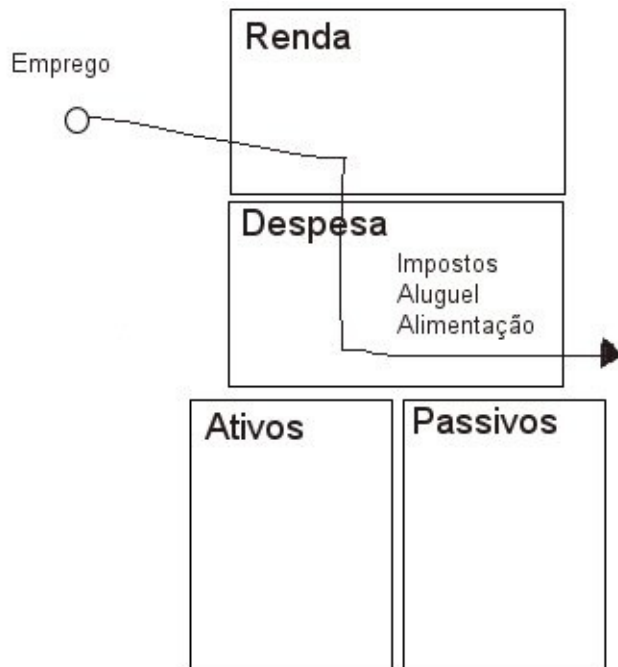 Renda
Emprego
Despesa
Impostos
Aluguel
Alimentação
Ativos
Passivos